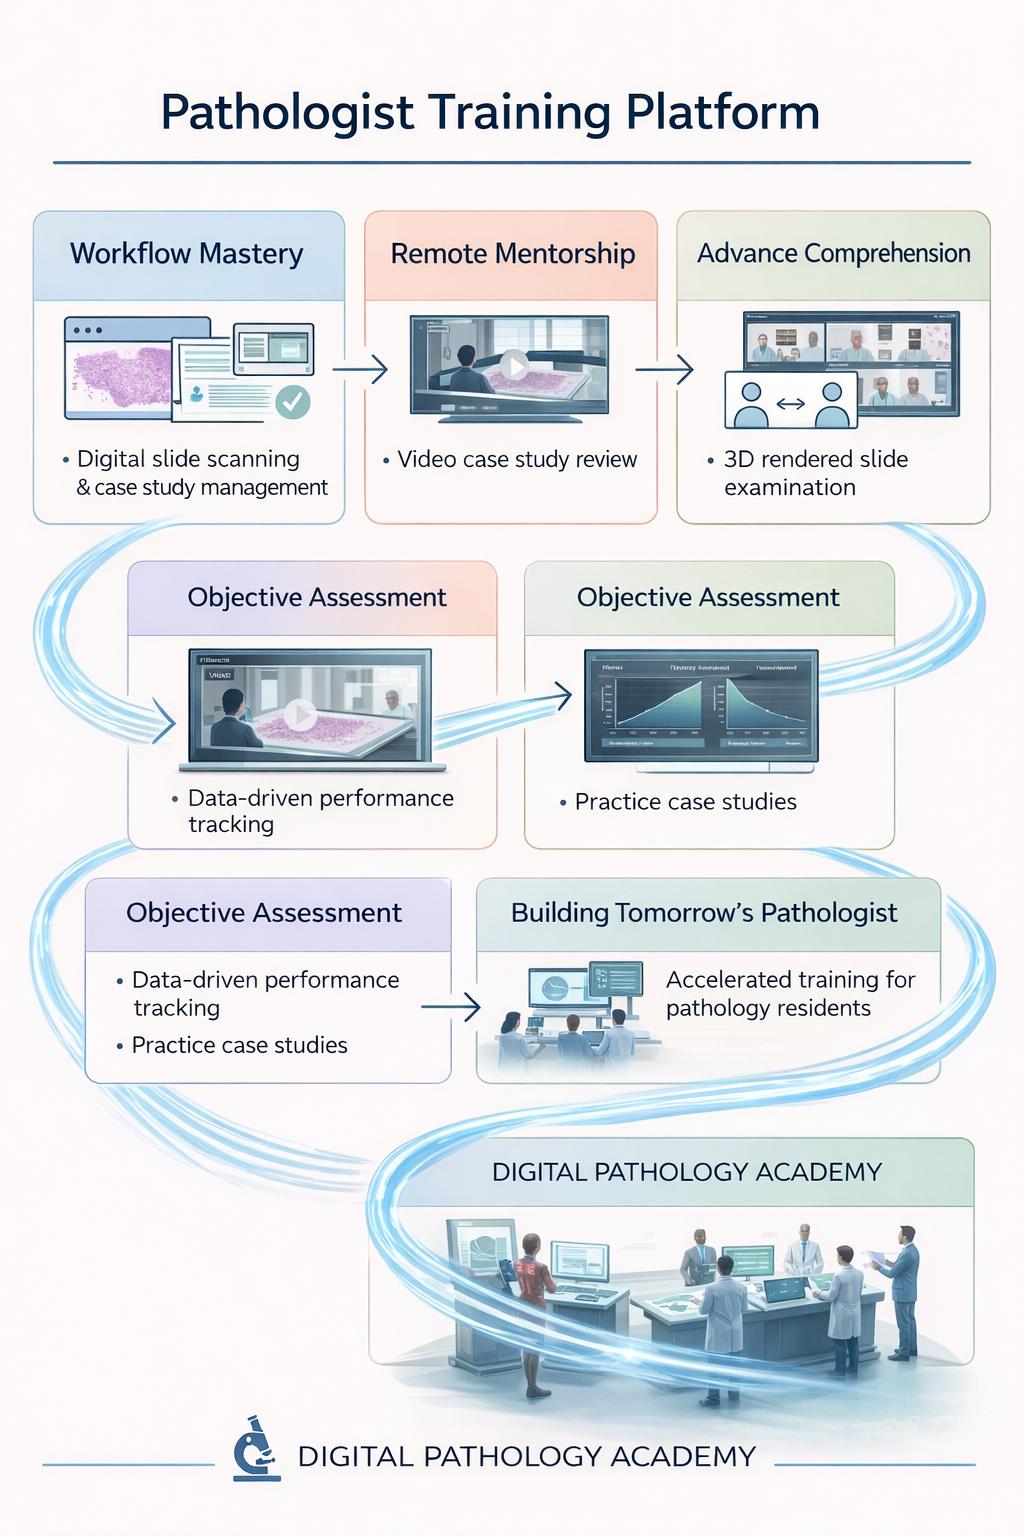 Pathologist Training Platform
Workflow Mastery
• Digital slide scanning
& case study management
Remote Mentorship
• Video case study review
Advance Comprehension
• 3D rendered slide
examination
Objective Assessment
• Data-driven performance
tracking
Objective Assessment
• Practice case studies
Objective Assessment
• Data-driven performance
tracking
• Practice case studies
Building Tomorrow's Pathologist
Accelerated training for
pathology residents
DIGITAL PATHOLOGY ACADEMY
DIGITAL PATHOLOGY ACADEMY